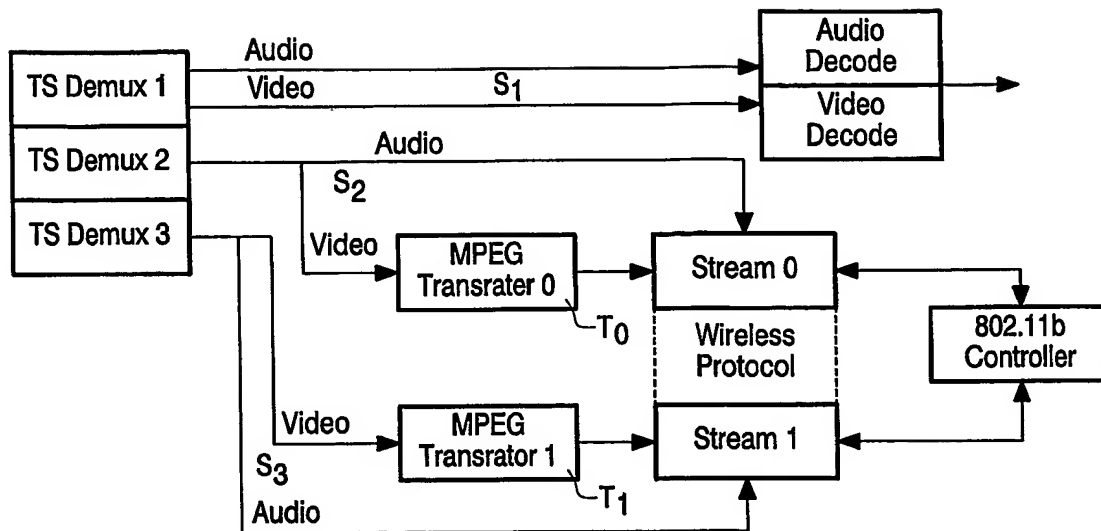 Audio
TS Demux 1
Video
S1
Audio
Decode
Video
Decode
TS Demux 2
Audio
S2
TS Demux 3
Video
MPEG
Transrater 0
T0
Stream 0
Wireless
Protocol
802.11b
Controller
Video
S3
MPEG
Transrator 1
T1
Stream 1
Audio